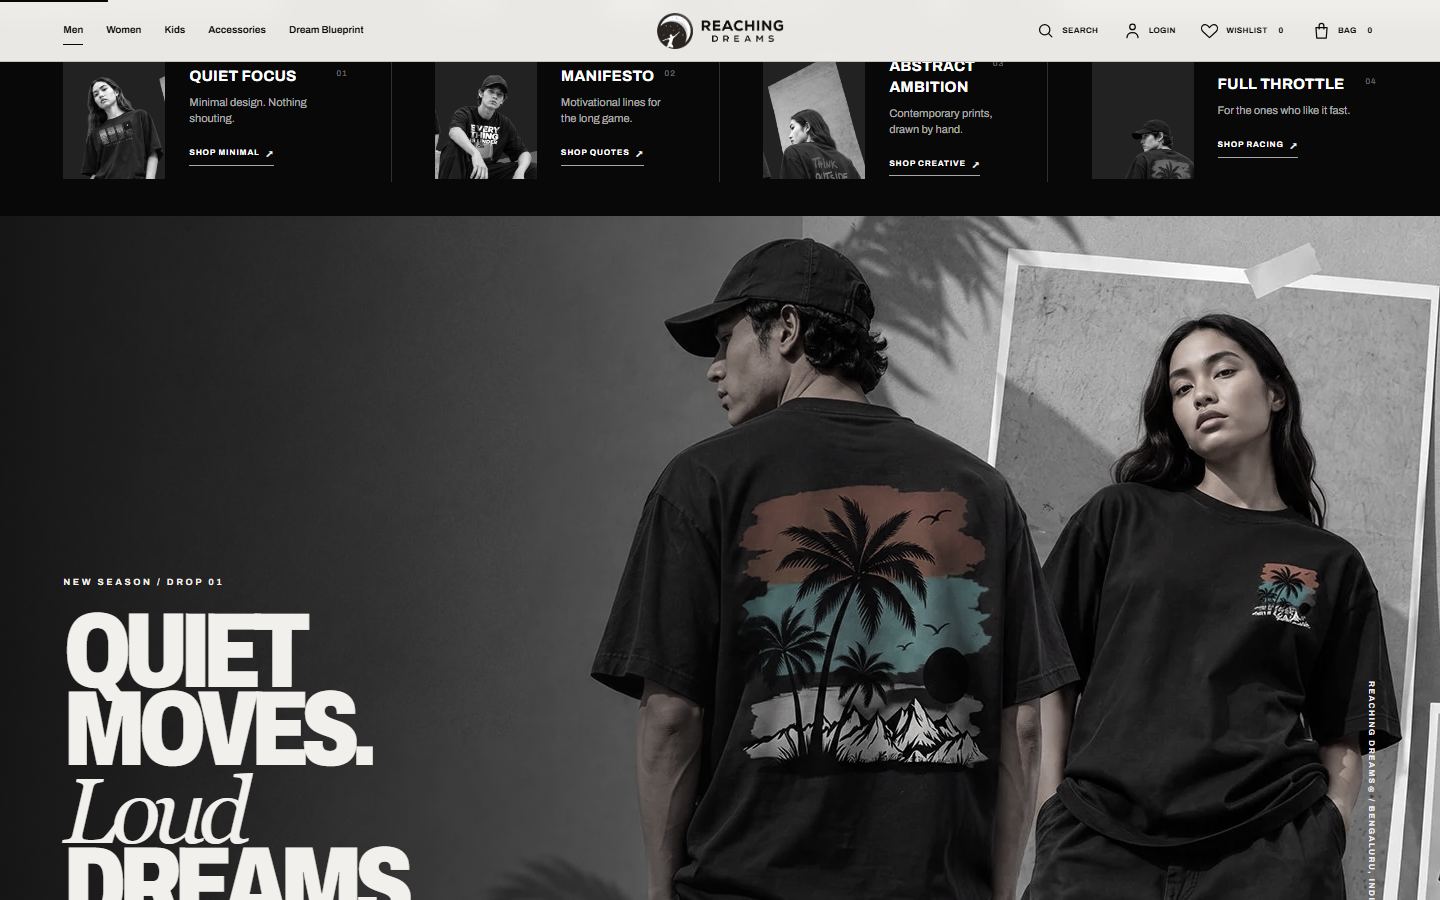 Men Women Kids Accessories Dream Blueprint
REACHING
DREAMS
SEARCH LOGIN WISHLIST 0 BAG 0
QUIET FOCUS 01
Minimal design. Nothing
shouting.
SHOP MINIMAL ↗
MANIFESTO 02
Motivational lines for
the long game.
SHOP QUOTES ↗
ABSTRACT 03
AMBITION
Contemporary prints,
drawn by hand.
SHOP CREATIVE ↗
FULL THROTTLE 04
For the ones who like it fast.
SHOP RACING ↗
THINK
OUTSIDE
NEW SEASON / DROP 01
QUIET
MOVES.
Loud
DREAMS
REACHING DREAMS® / BENGALURU, INDI